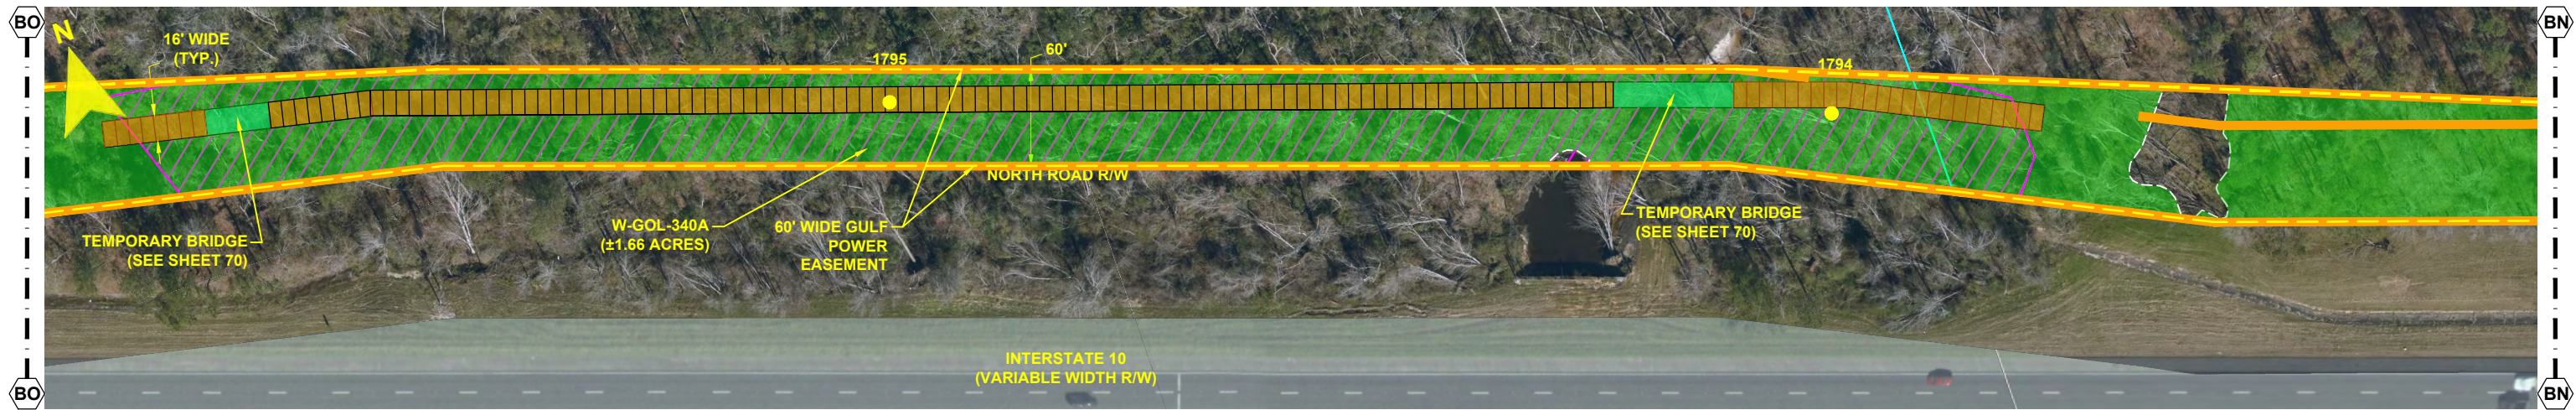 BO
BN
N
16' WIDE
(TYP.)
1795
60'
1794
NORTH ROAD R/W
W-GOL-340A
(±1.66 ACRES)
60' WIDE GULF
POWER
EASEMENT
TEMPORARY BRIDGE
(SEE SHEET 70)
TEMPORARY BRIDGE
(SEE SHEET 70)
INTERSTATE 10
(VARIABLE WIDTH R/W)
BO
BN